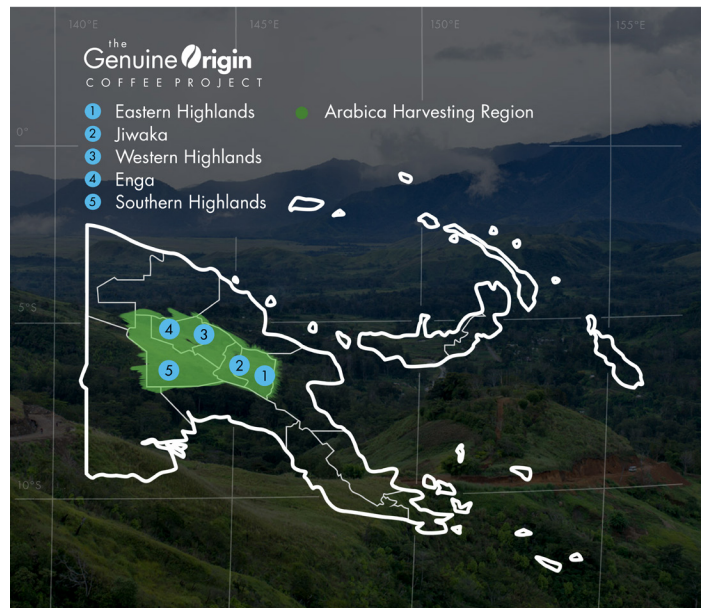 140°E 145°E 150°E 155°E
the
Genuine Origin
COFFEE PROJECT
1 Eastern Highlands
Arabica Harvesting Region
2 Jiwaka
3 Western Highlands
4 Enga
5 Southern Highlands
0°
5°S
4
3
2
1
5
10°S